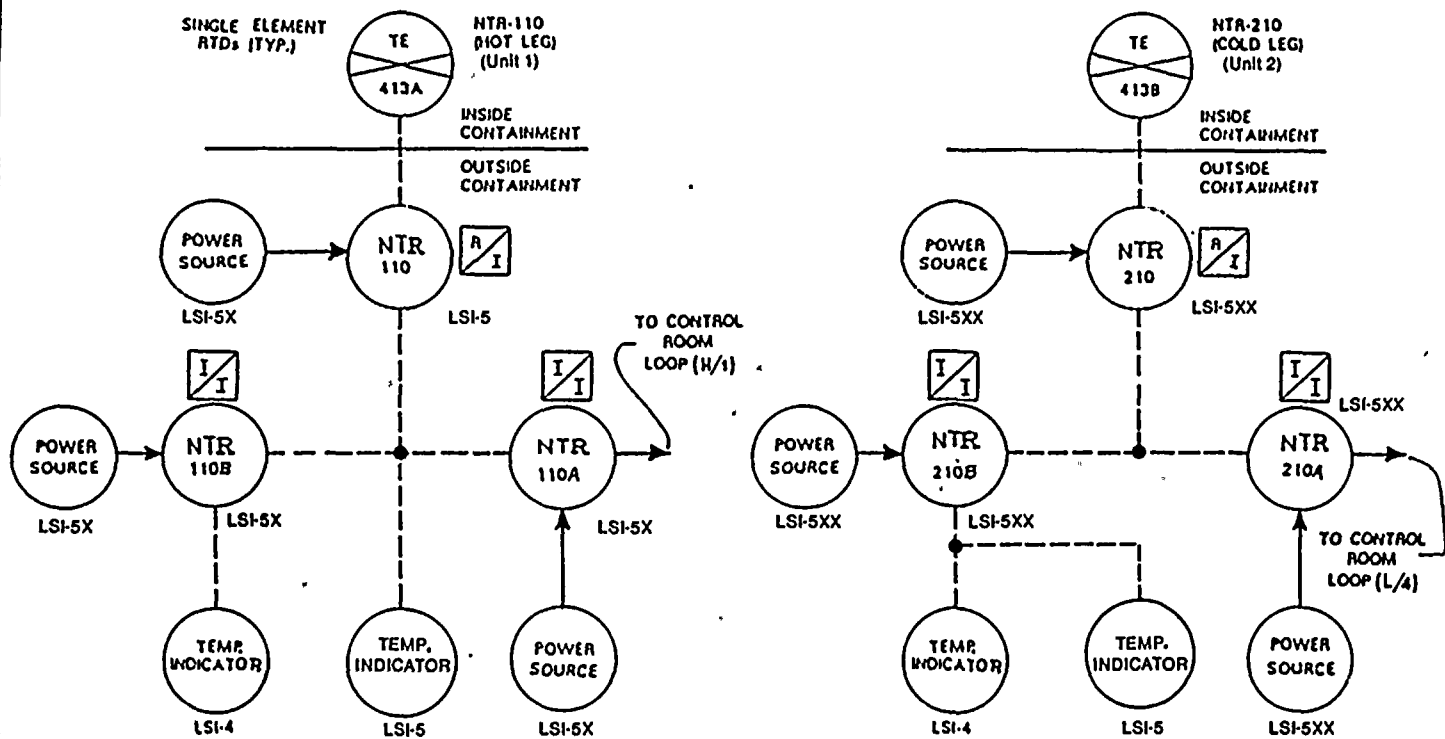 SINGLE ELEMENT
RTDs (TYP.)
TE
413A
NTR-110
(HOT LEG)
(Unit 1)
INSIDE
CONTAINMENT
OUTSIDE
CONTAINMENT
POWER
SOURCE
LSI-5X
NTR
110
R/I
LSI-5
TO CONTROL
ROOM
LOOP (H/1)
I/I
I/I
POWER
SOURCE
LSI-5X
NTR
110B
LSI-5X
NTR
110A
LSI-5X
TEMP.
INDICATOR
LSI-4
TEMP.
INDICATOR
LSI-5
POWER
SOURCE
LSI-5X
TE
413B
NTR-210
(COLD LEG)
(Unit 2)
INSIDE
CONTAINMENT
OUTSIDE
CONTAINMENT
POWER
SOURCE
LSI-5XX
NTR
210
R/I
LSI-5XX
I/I
I/I
LSI-5XX
POWER
SOURCE
LSI-5XX
NTR
210B
LSI-5XX
NTR
210A
TO CONTROL
ROOM
LOOP (L/4)
TEMP.
INDICATOR
LSI-4
TEMP.
INDICATOR
LSI-5
POWER
SOURCE
LSI-5XX